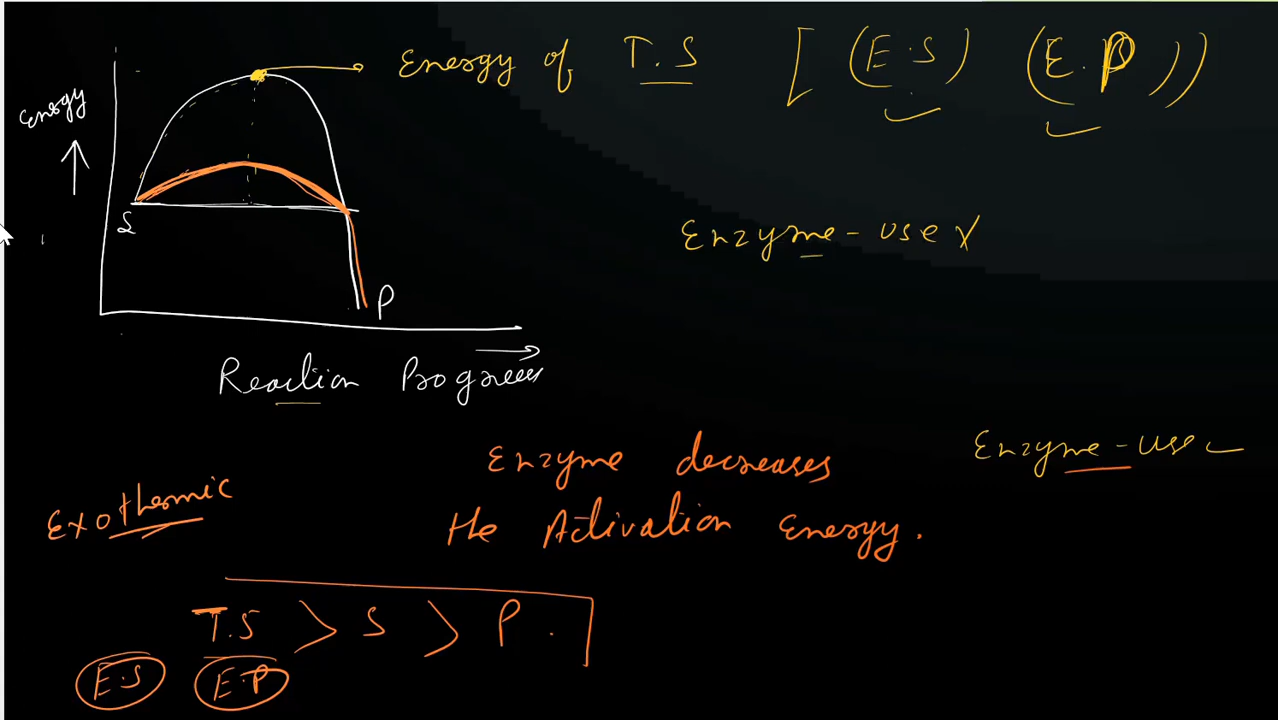 Energy of T.S [ (E.S) (E.P) )
Energy
S
Enzyme - use x
P
Reaction Progress
Enzyme decreases
Enzyme - use
the Activation Energy.
Exothermic
T.S > S > P.
E.S E.P